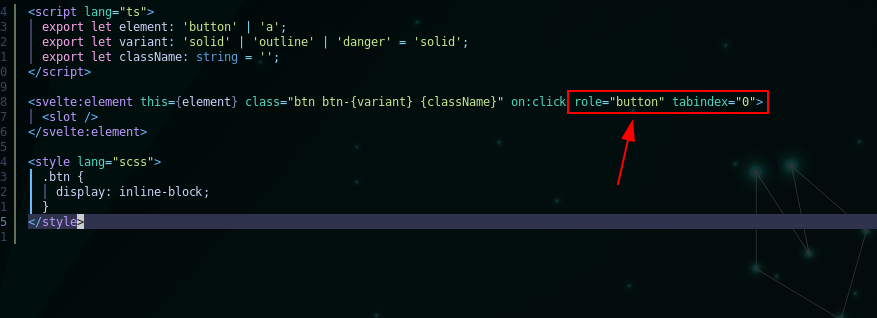 4 <script lang="ts">
3 export let element: 'button' | 'a';
2 export let variant: 'solid' | 'outline' | 'danger' = 'solid';
1 export let className: string = '';
0 </script>
9
8 <svelte:element this={element} class="btn btn-{variant} {className}" on:click role="button" tabindex="0">
7 <slot />
6 </svelte:element>
5
4 <style lang="scss">
3 .btn {
2 display: inline-block;
1 }
5 </style>
1